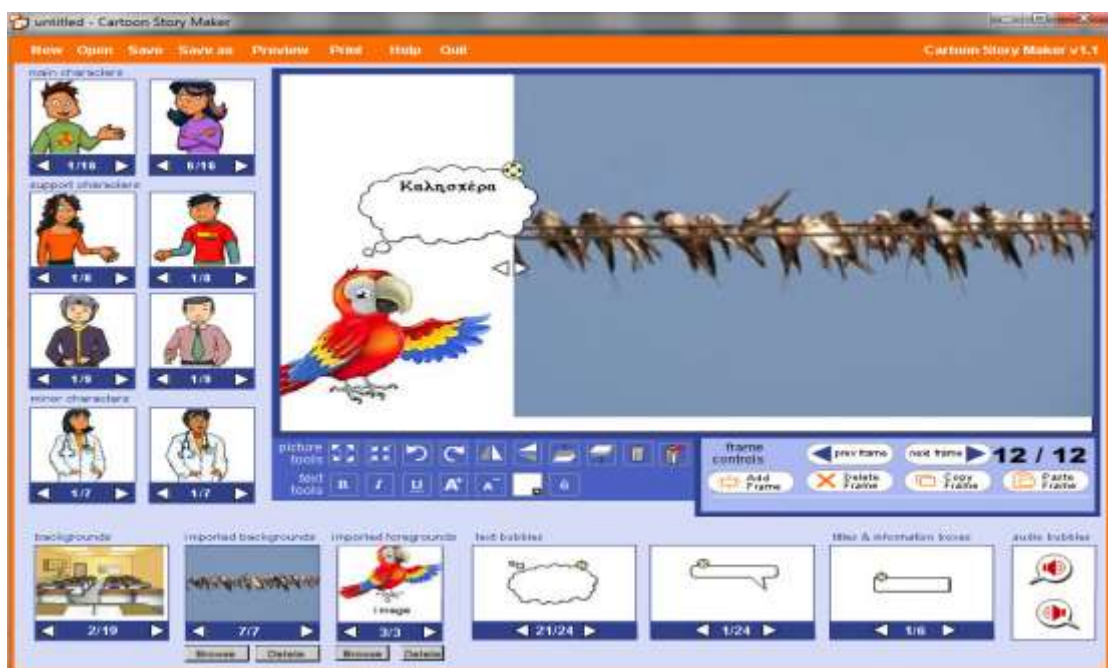 untitled - Cartoon Story Maker
New Open Save Save as Preview Print Help Quit
Cartoon Story Maker v1.1
main characters
1/16 6/16
support characters
1/8 1/8
1/9 1/9
minor characters
1/7 1/7
Καλησπέρα
picture tools
text tools
B I U A+ A-
frame controls
prev frame next frame 12 / 12
Add Frame Delete Frame Copy Frame Paste Frame
backgrounds imported backgrounds imported foregrounds text bubbles titles & information boxes audio bubbles
image
2/19 7/7 3/3 21/24 1/24 1/6
Browse Delete Browse Delete